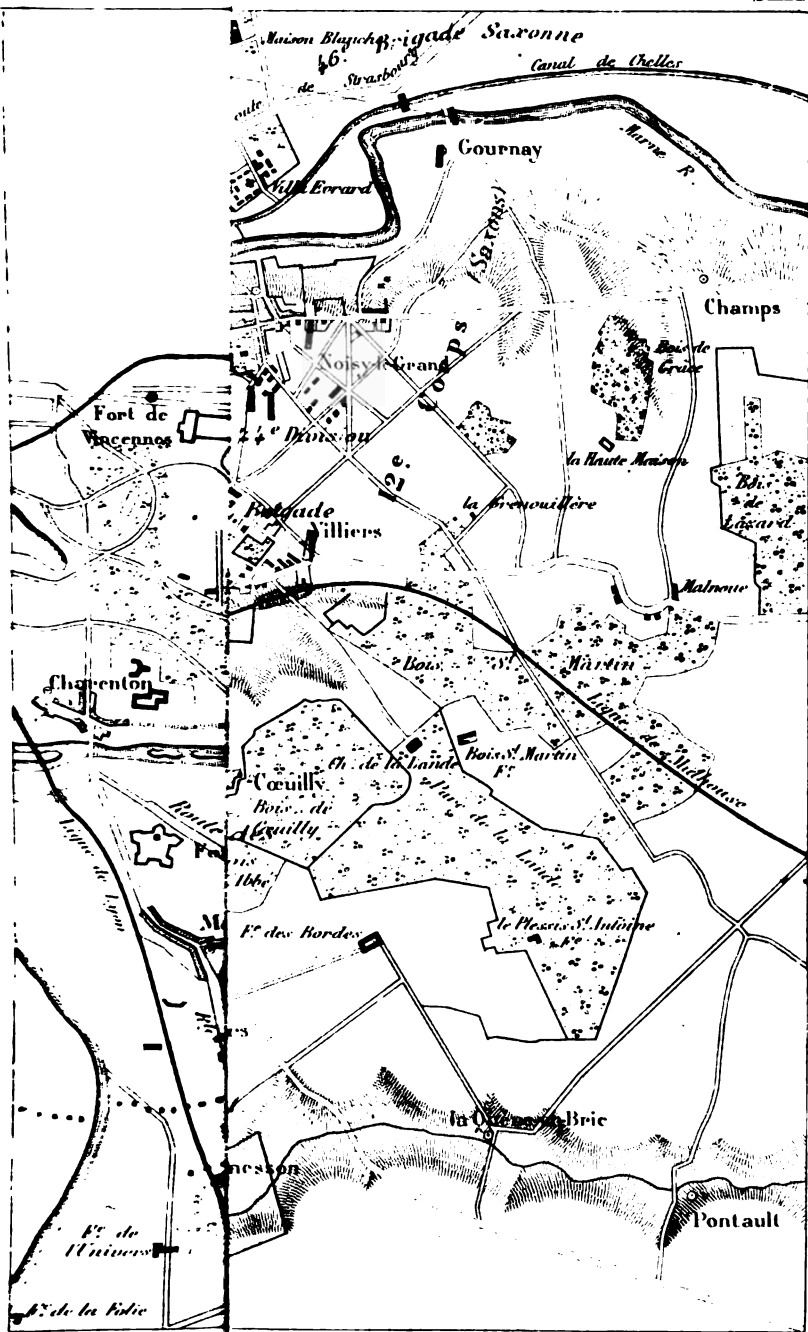 Maison Blanche
46e Brigade Saxonne
de Strasbourg
Canal de Chelles
Marne R.
Gournay
Ville Evrard
(Saxons)
Champs
Noisy-le-Grand
Bois de
Grâce
Corps
12e
Fort de
Vincennes
24e Division
la Haute Maison
Bois
de
Lazard
la Grenouillère
Brigade
Villiers
Malnoue
Bois St Martin
Charenton
Ligne de Mulhouse
Ch. de la Lande
Bois St Martin
Fe
Cœuilly
Bois de
Cœuilly
Parc de la Lande
Route
Ligne de Lyon
Fe des Bordes
le Plessis St Antoine
Fe
la Queue-en-Brie
nesson
Fe de
l'Univers
Pontault
Fe de la Folie